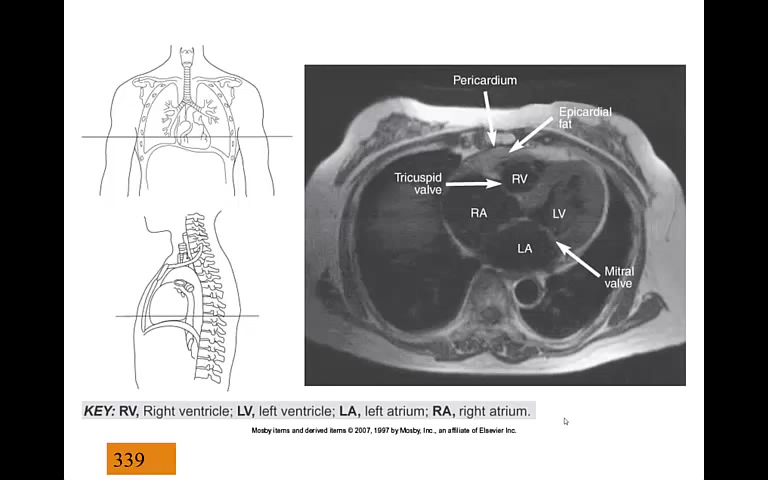 Pericardium
Epicardial
fat
Tricuspid
valve
RV
RA
LV
LA
Mitral
valve
KEY: RV, Right ventricle; LV, left ventricle; LA, left atrium; RA, right atrium.
Mosby items and derived items © 2007, 1997 by Mosby, Inc., an affiliate of Elsevier Inc.
339